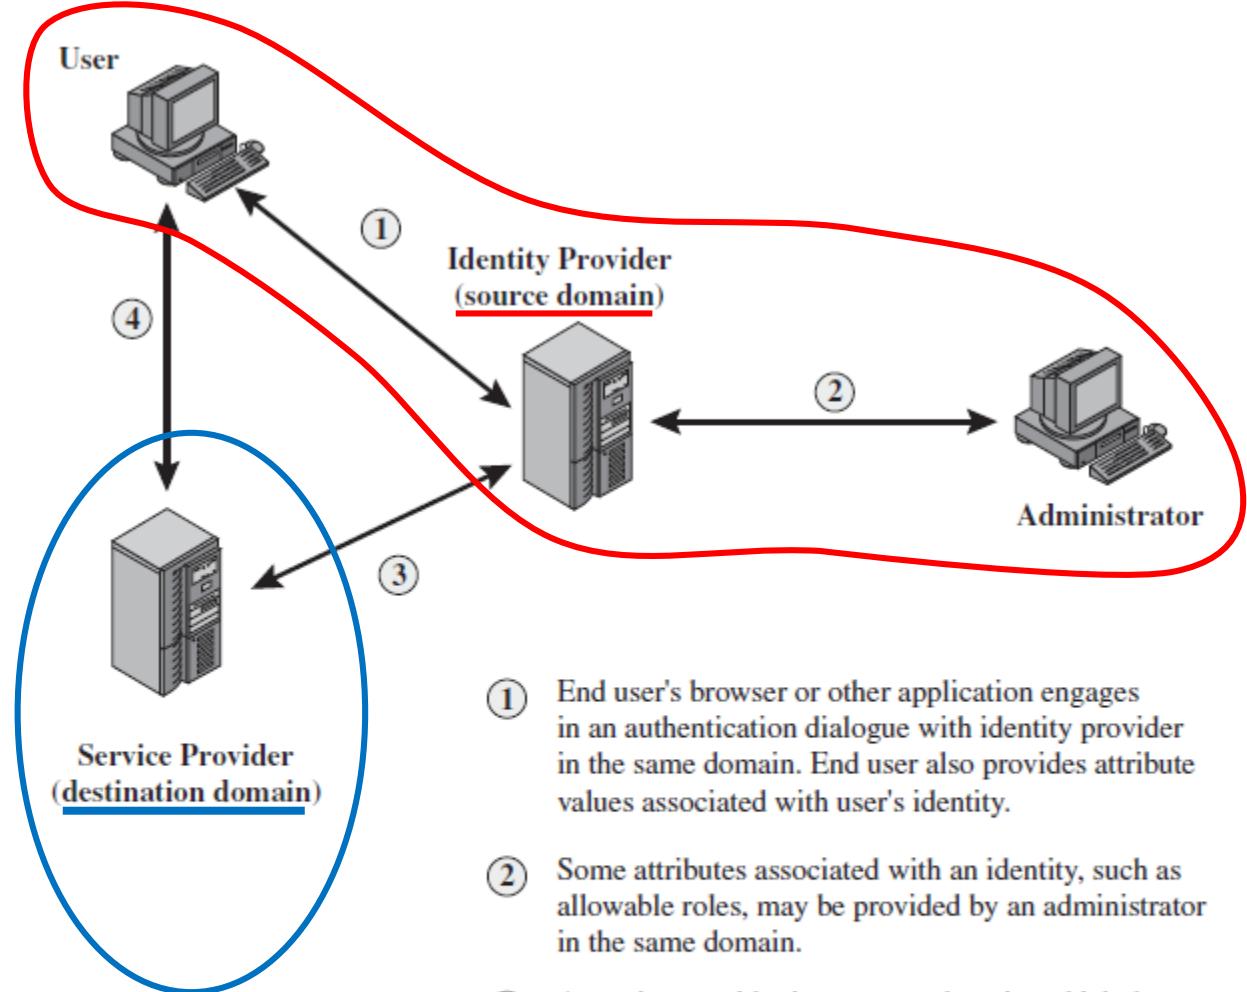 User
1
Identity Provider
(source domain)
4
2
Administrator
3
Service Provider
(destination domain)
1 End user's browser or other application engages
in an authentication dialogue with identity provider
in the same domain. End user also provides attribute
values associated with user's identity.
2 Some attributes associated with an identity, such as
allowable roles, may be provided by an administrator
in the same domain.